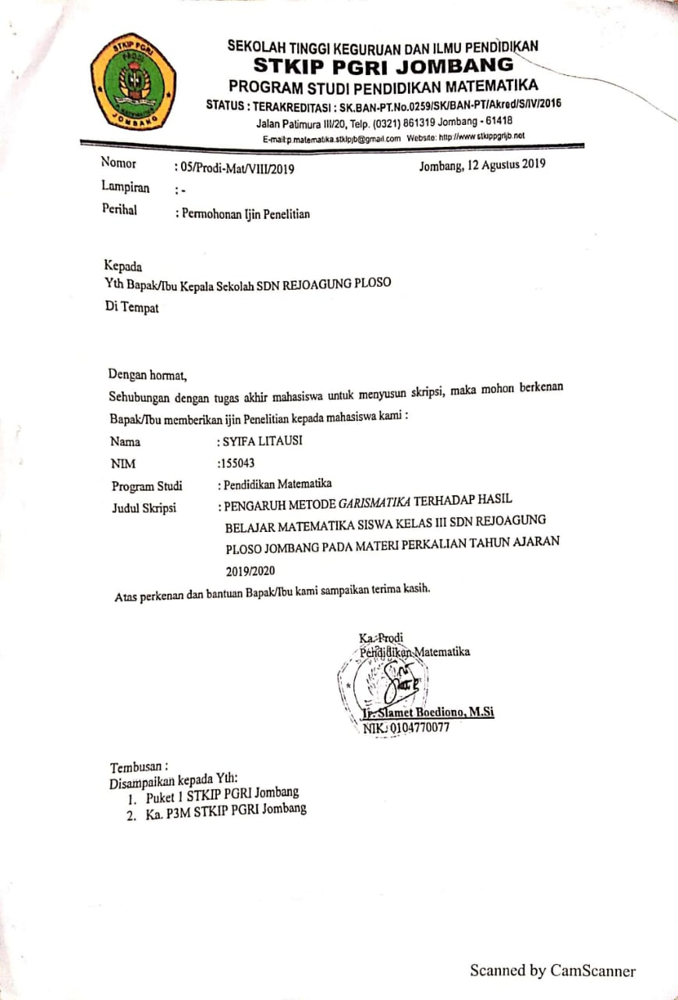 STKIP PGRI
PRODI
JOMBANG
SEKOLAH TINGGI KEGURUAN DAN ILMU PENDIDIKAN
STKIP PGRI JOMBANG
PROGRAM STUDI PENDIDIKAN MATEMATIKA
STATUS : TERAKREDITASI : SK.BAN-PT.No.0259/SK/BAN-PT/Akred/S/IV/2016
Jalan Patimura III/20, Telp. (0321) 861319 Jombang - 61418
E-mail:p.matematika.stkipjb@gmail.com Website: http://www.stkippgrijb.net
Nomor : 05/Prodi-Mat/VIII/2019 Jombang, 12 Agustus 2019
Lampiran : -
Perihal : Permohonan Ijin Penelitian
Kepada
Yth Bapak/Ibu Kepala Sekolah SDN REJOAGUNG PLOSO
Di Tempat
Dengan hormat,
Sehubungan dengan tugas akhir mahasiswa untuk menyusun skripsi, maka mohon berkenan
Bapak/Ibu memberikan ijin Penelitian kepada mahasiswa kami :
Nama : SYIFA LITAUSI
NIM :155043
Program Studi : Pendidikan Matematika
Judul Skripsi : PENGARUH METODE GARISMATIKA TERHADAP HASIL
BELAJAR MATEMATIKA SISWA KELAS III SDN REJOAGUNG
PLOSO JOMBANG PADA MATERI PERKALIAN TAHUN AJARAN
2019/2020
Atas perkenan dan bantuan Bapak/Ibu kami sampaikan terima kasih.
Ka. Prodi
Pendidikan Matematika
Ir. Slamet Boediono, M.Si
NIK. 0104770077
Tembusan :
Disampaikan kepada Yth:
1. Puket 1 STKIP PGRI Jombang
2. Ka. P3M STKIP PGRI Jombang
Scanned by CamScanner